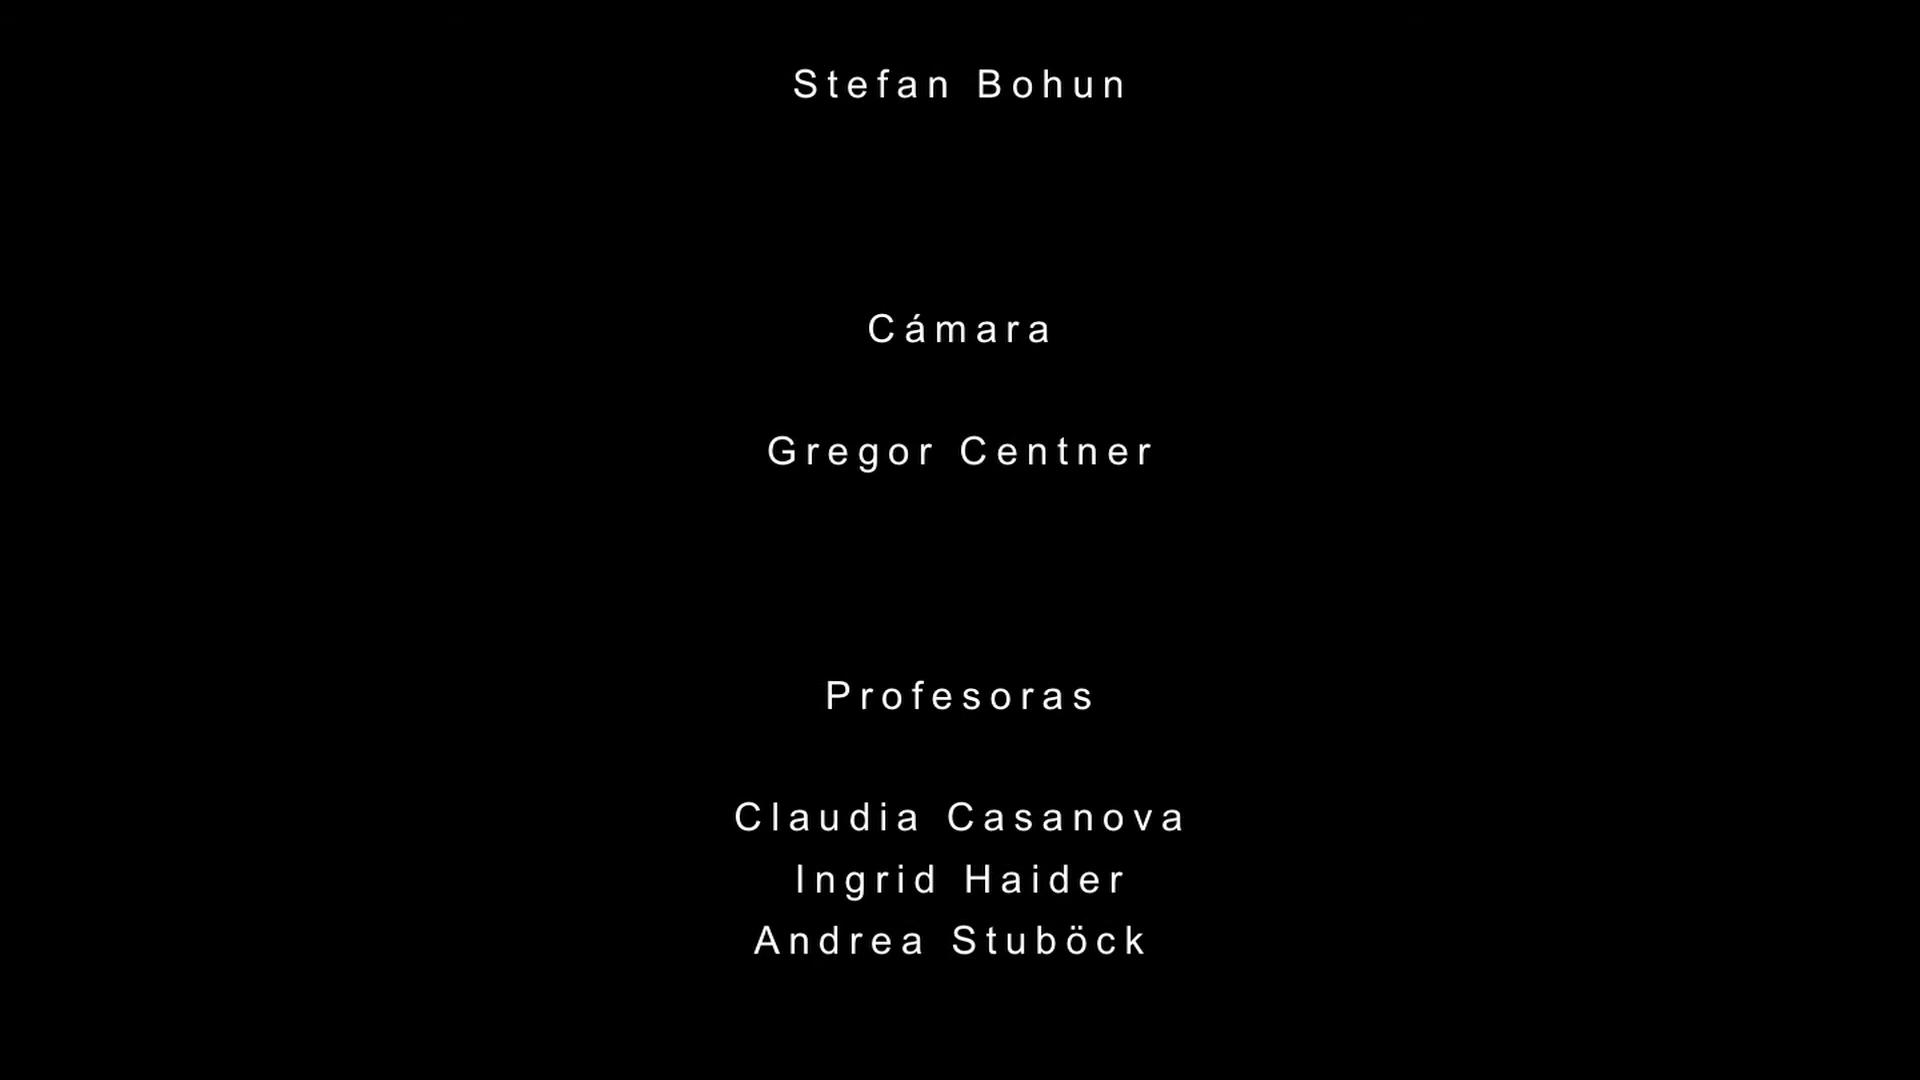 Stefan Bohun
Cámara
Gregor Centner
Profesoras
Claudia Casanova
Ingrid Haider
Andrea Stuböck